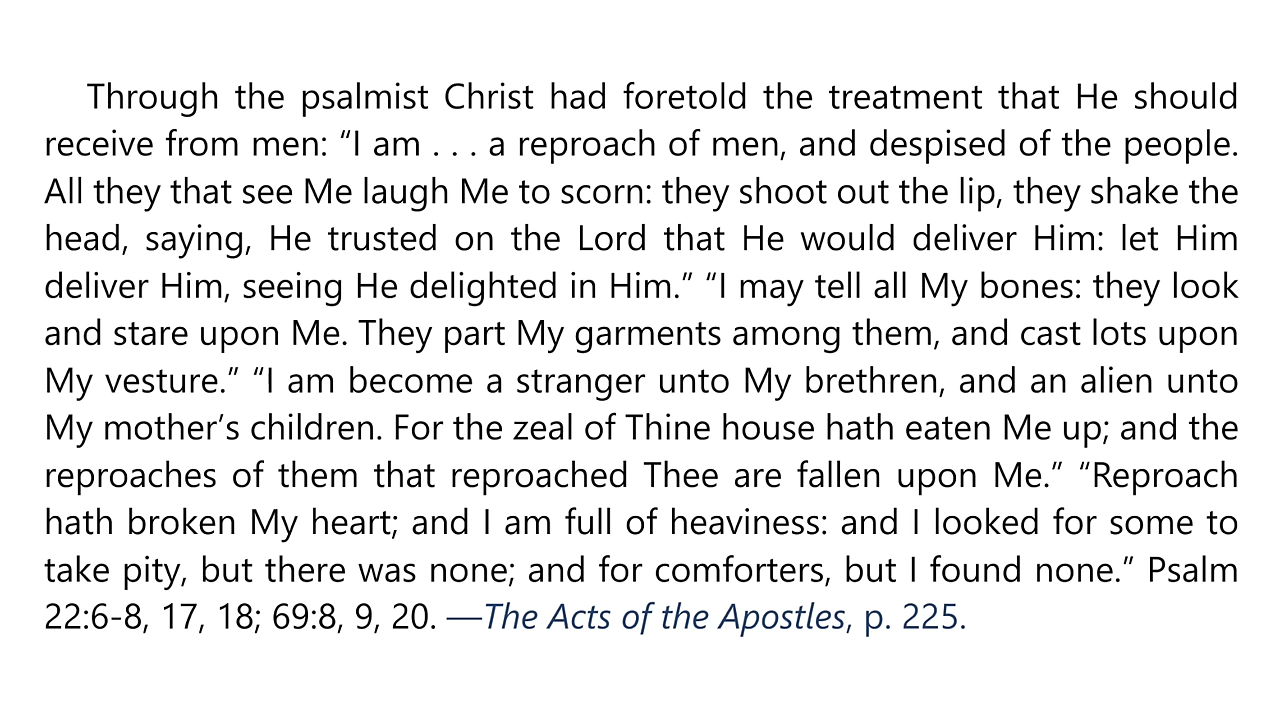 Through the psalmist Christ had foretold the treatment that He should
receive from men: “I am . . . a reproach of men, and despised of the people.
All they that see Me laugh Me to scorn: they shoot out the lip, they shake the
head, saying, He trusted on the Lord that He would deliver Him: let Him
deliver Him, seeing He delighted in Him.” “I may tell all My bones: they look
and stare upon Me. They part My garments among them, and cast lots upon
My vesture.” “I am become a stranger unto My brethren, and an alien unto
My mother’s children. For the zeal of Thine house hath eaten Me up; and the
reproaches of them that reproached Thee are fallen upon Me.” “Reproach
hath broken My heart; and I am full of heaviness: and I looked for some to
take pity, but there was none; and for comforters, but I found none.” Psalm
22:6-8, 17, 18; 69:8, 9, 20. —The Acts of the Apostles, p. 225.